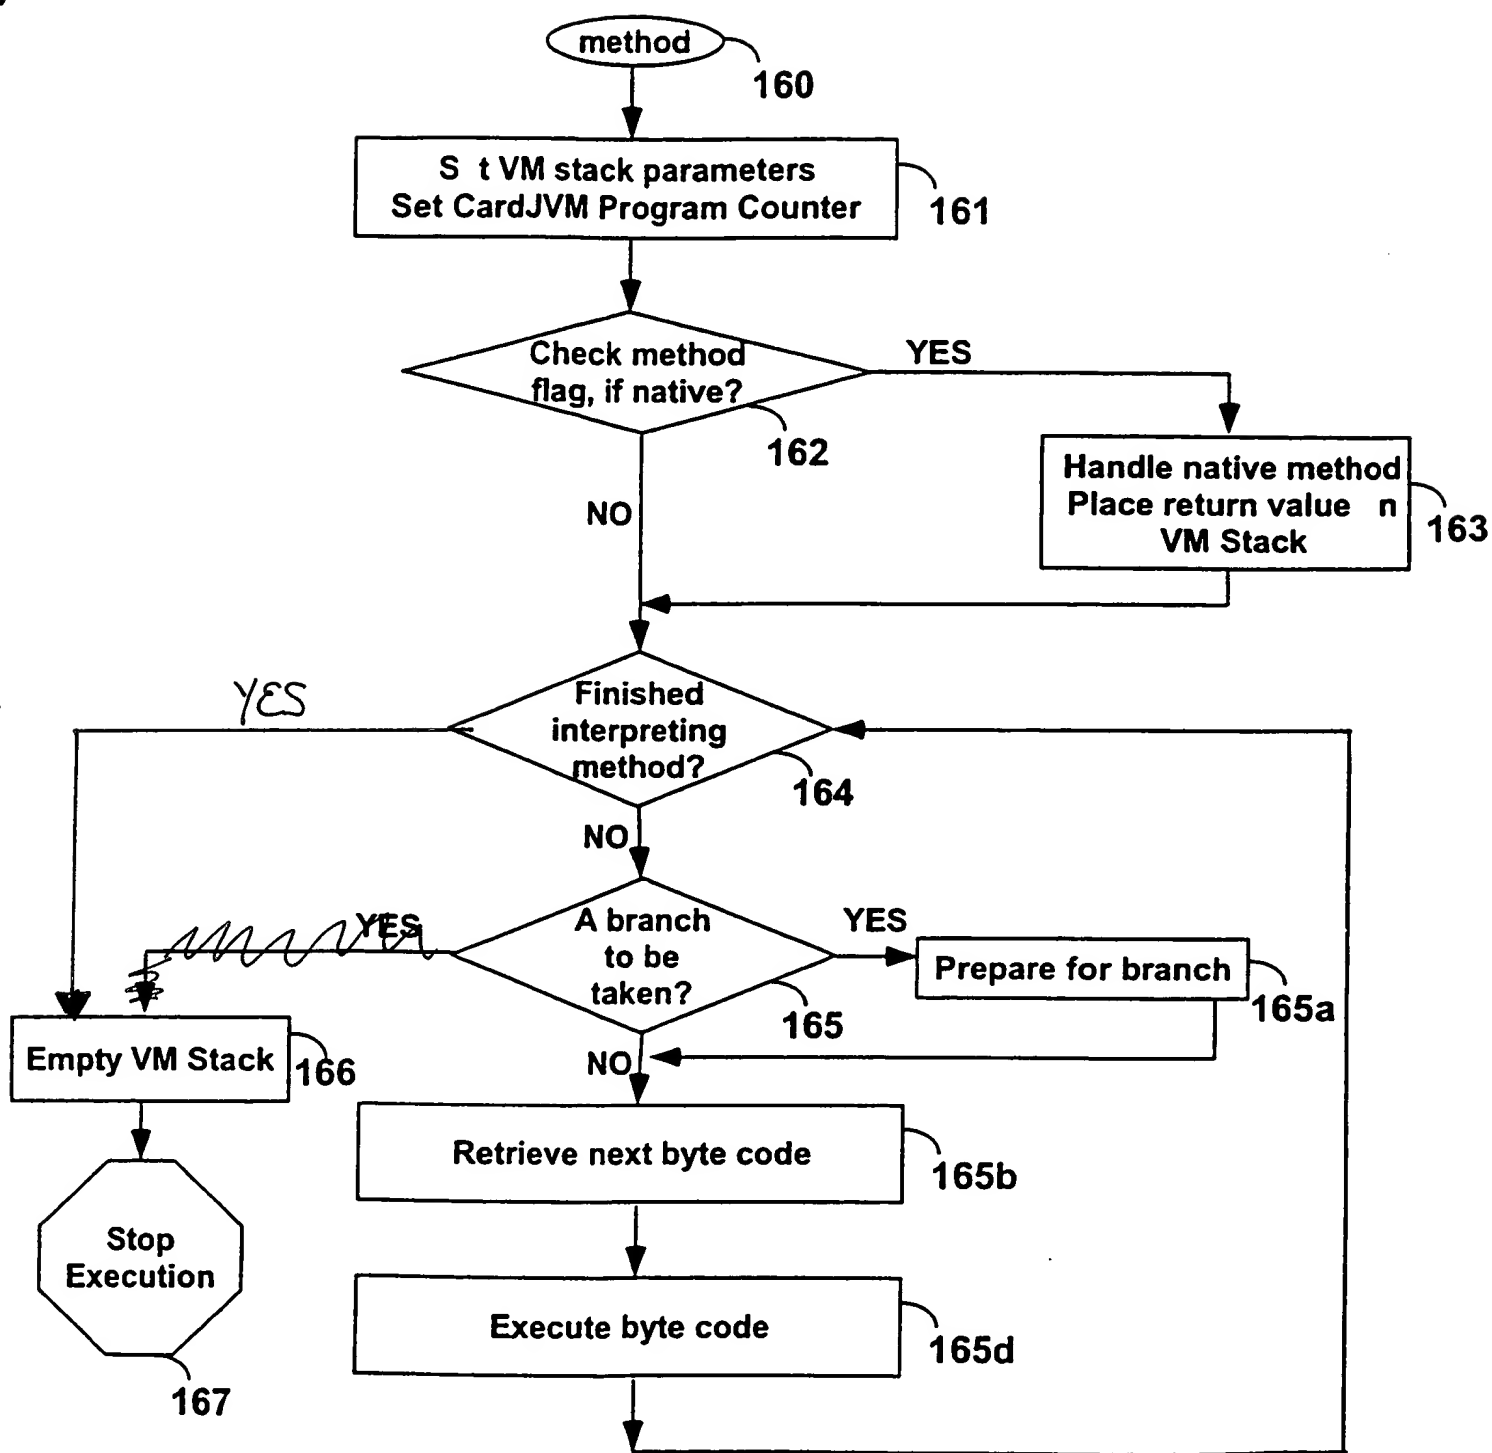 method
160
S t VM stack parameters
Set CardJVM Program Counter
161
Check method
flag, if native?
162
YES
NO
Handle native method
Place return value n
VM Stack
163
YES
Finished
interpreting
method?
164
NO
YES
A branch
to be
taken?
165
YES
Prepare for branch
165a
NO
Empty VM Stack
166
Retrieve next byte code
165b
Stop
Execution
167
Execute byte code
165d